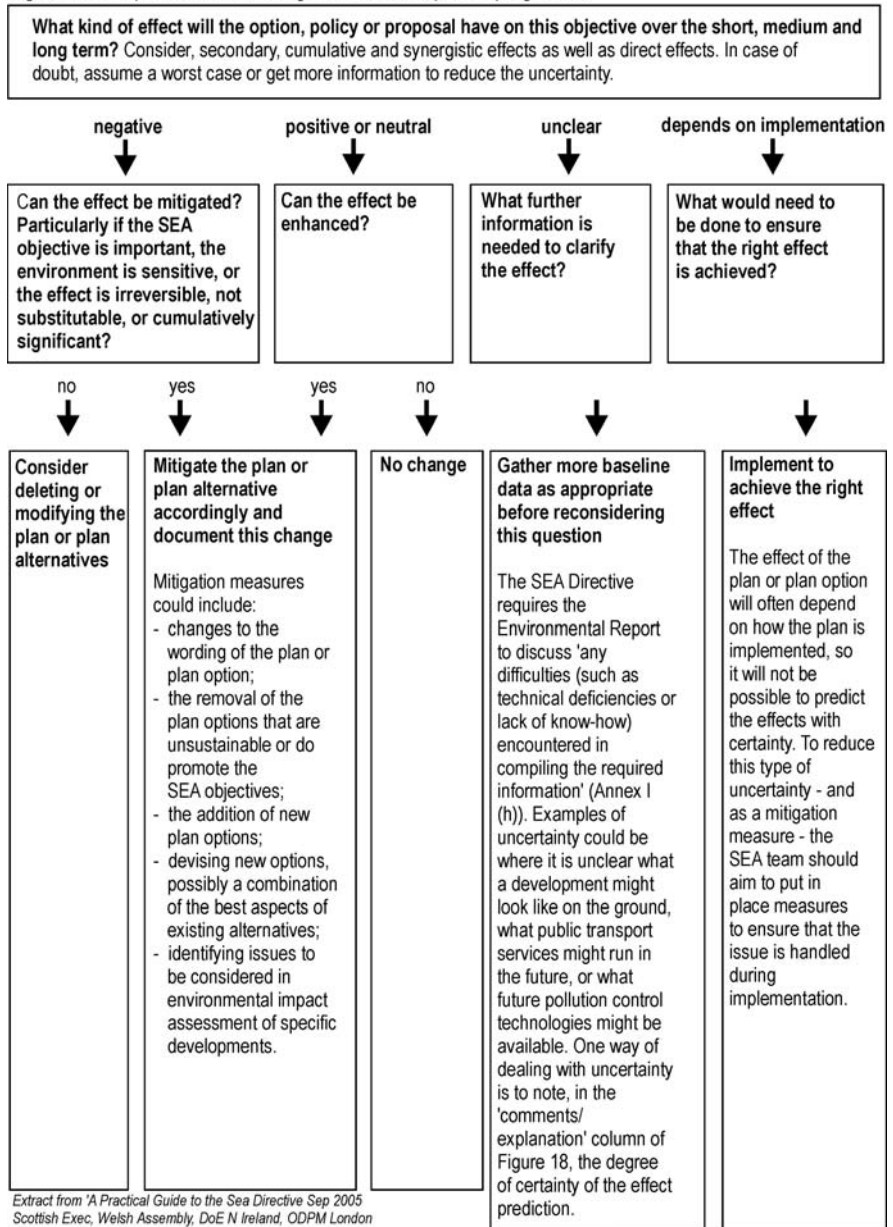 What kind of effect will the option, policy or proposal have on this objective over the short, medium and
long term? Consider, secondary, cumulative and synergistic effects as well as direct effects. In case of
doubt, assume a worst case or get more information to reduce the uncertainty.
negative
positive or neutral
unclear
depends on implementation
Can the effect be mitigated?
Particularly if the SEA
objective is important, the
environment is sensitive, or
the effect is irreversible, not
substitutable, or cumulatively
significant?
Can the effect be
enhanced?
What further
information is
needed to clarify
the effect?
What would need to
be done to ensure
that the right effect
is achieved?
no
yes
yes
no
Consider
deleting or
modifying the
plan or plan
alternatives
Mitigate the plan or
plan alternative
accordingly and
document this change
Mitigation measures
could include:
- changes to the
wording of the plan or
plan option;
- the removal of the
plan options that are
unsustainable or do
promote the
SEA objectives;
- the addition of new
plan options;
- devising new options,
possibly a combination
of the best aspects of
existing alternatives;
- identifying issues to
be considered in
environmental impact
assessment of specific
developments.
No change
Gather more baseline
data as appropriate
before reconsidering
this question
The SEA Directive
requires the
Environmental Report
to discuss 'any
difficulties (such as
technical deficiencies or
lack of know-how)
encountered in
compiling the required
information' (Annex I
(h)). Examples of
uncertainty could be
where it is unclear what
a development might
look like on the ground,
what public transport
services might run in
the future, or what
future pollution control
technologies might be
available. One way of
dealing with uncertainty
is to note, in the
'comments/
explanation' column of
Figure 18, the degree
of certainty of the effect
prediction.
Implement to
achieve the right
effect
The effect of the
plan or plan option
will often depend
on how the plan is
implemented, so
it will not be
possible to predict
the effects with
certainty. To reduce
this type of
uncertainty - and
as a mitigation
measure - the
SEA team should
aim to put in
place measures
to ensure that the
issue is handled
during
implementation.
Extract from 'A Practical Guide to the Sea Directive Sep 2005
Scottish Exec, Welsh Assembly, DoE N Ireland, ODPM London